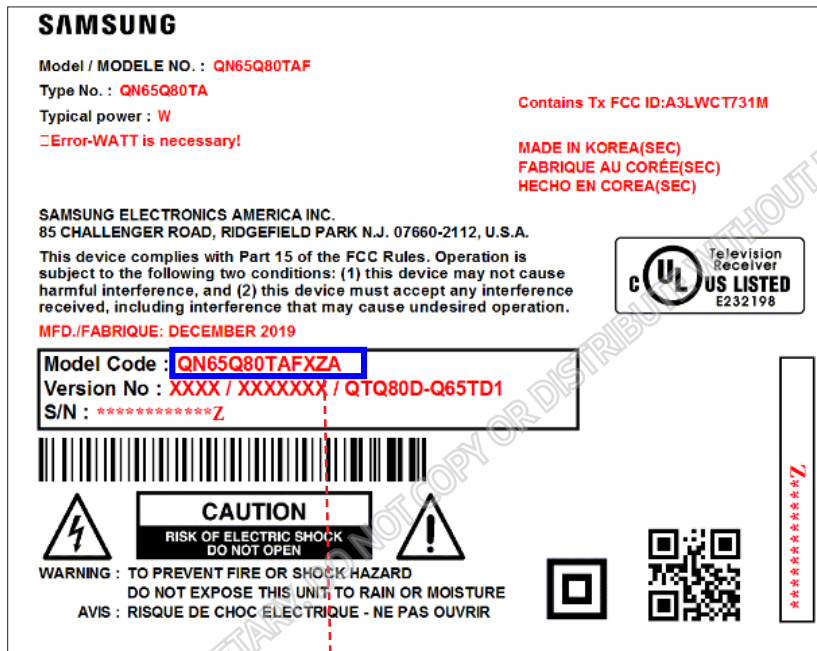 SAMSUNG
Model / MODELE NO. : QN65Q80TAF
Type No. : QN65Q80TA
Typical power : W
□Error-WATT is necessary!
Contains Tx FCC ID:A3LWCT731M
MADE IN KOREA(SEC)
FABRIQUE AU CORÉE(SEC)
HECHO EN COREA(SEC)
SAMSUNG ELECTRONICS AMERICA INC.
85 CHALLENGER ROAD, RIDGEFIELD PARK N.J. 07660-2112, U.S.A.
This device complies with Part 15 of the FCC Rules. Operation is
subject to the following two conditions: (1) this device may not cause
harmful interference, and (2) this device must accept any interference
received, including interference that may cause undesired operation.
C UL US LISTED
Television
Receiver
E232198
MFD./FABRIQUE: DECEMBER 2019
Model Code : QN65Q80TAFXZA
Version No : XXXX / XXXXXXX / QTQ80D-Q65TD1
S/N : ************Z
CAUTION
RISK OF ELECTRIC SHOCK
DO NOT OPEN
WARNING : TO PREVENT FIRE OR SHOCK HAZARD
DO NOT EXPOSE THIS UNIT TO RAIN OR MOISTURE
AVIS : RISQUE DE CHOC ELECTRIQUE - NE PAS OUVRIR
Z************
DO NOT COPY OR DISTRIBUTE WITHOUT